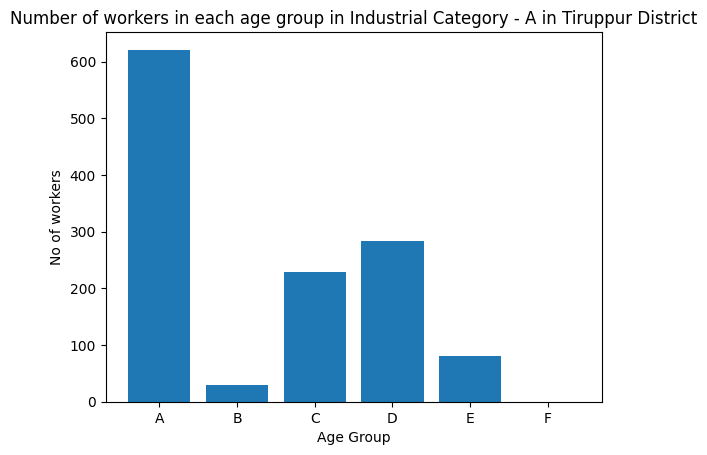 Number of workers in each age group in Industrial Category - A in Tiruppur District
600
500
400
300
200
100
0
No of workers
A B C D E F
Age Group